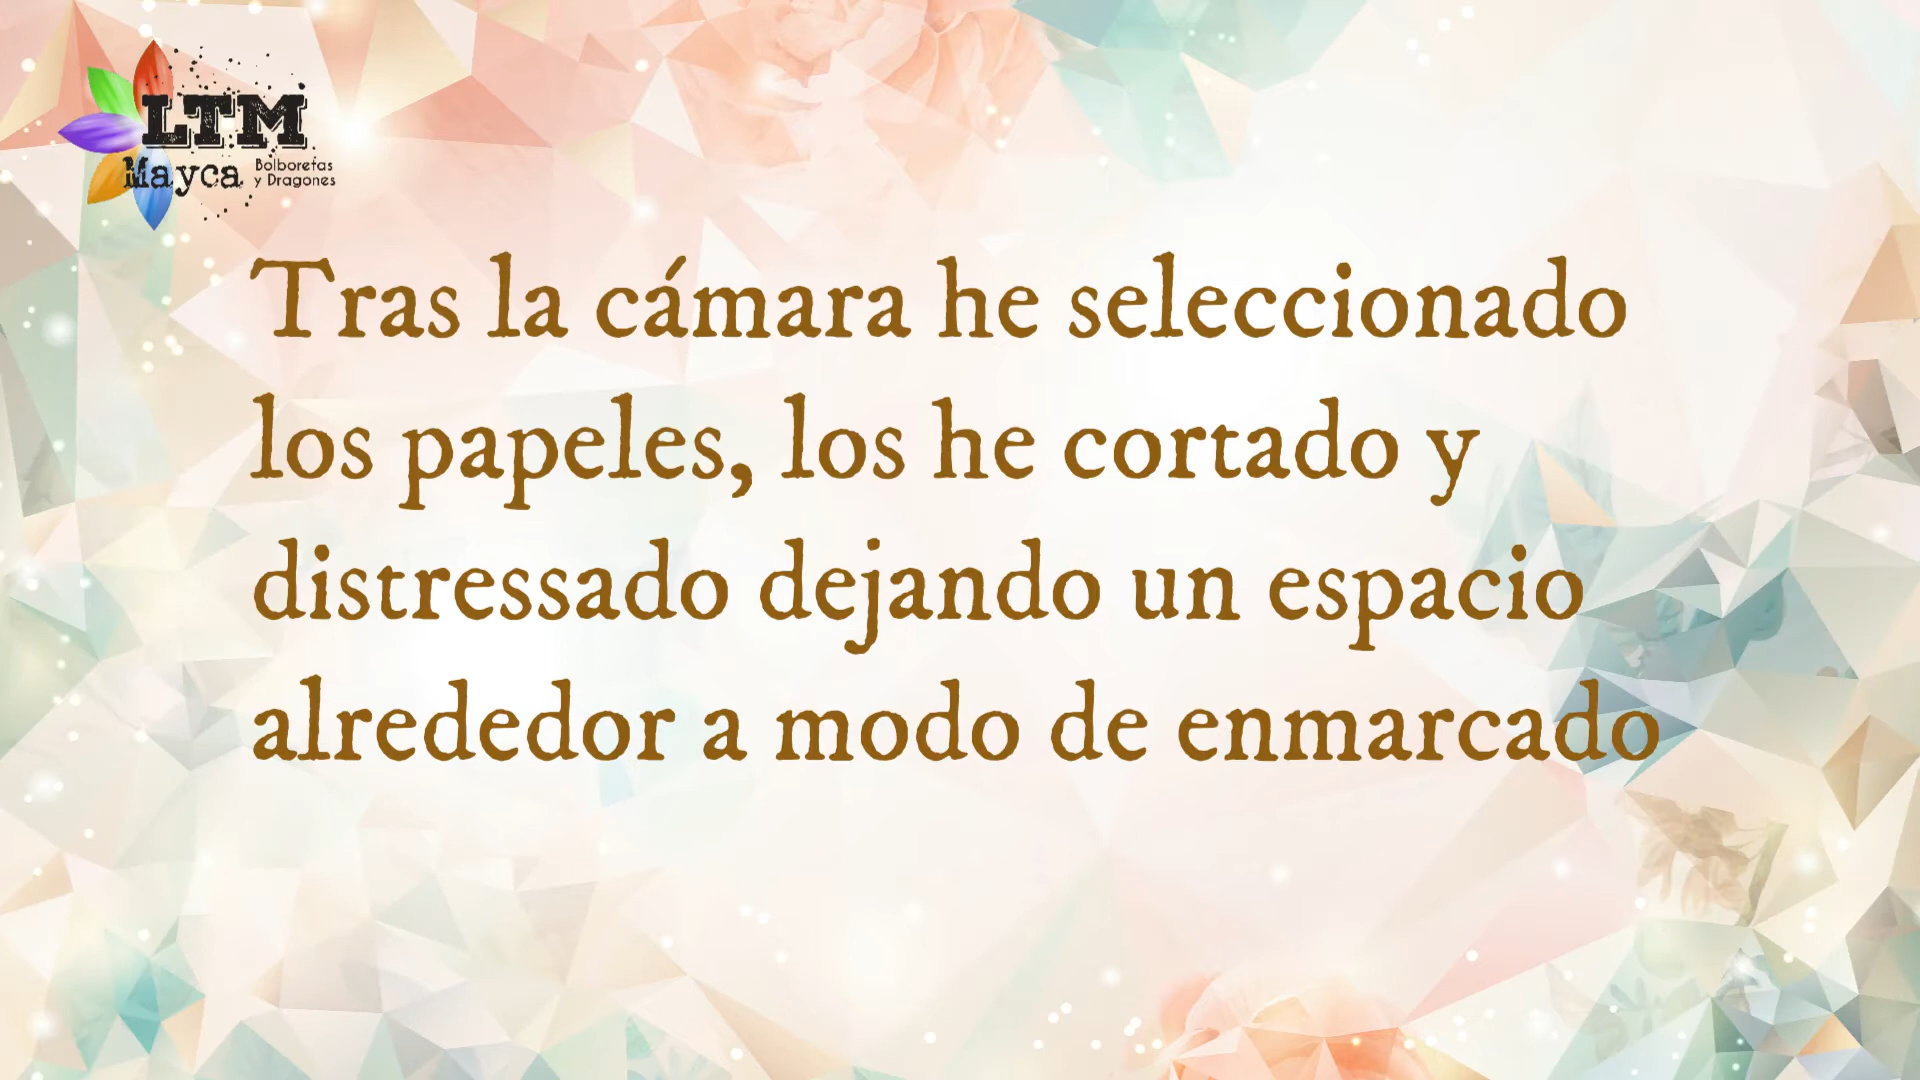 LTM
Mayca Bolboretas
y Dragones
Tras la cámara he seleccionado
los papeles, los he cortado y
distressado dejando un espacio
alrededor a modo de enmarcado